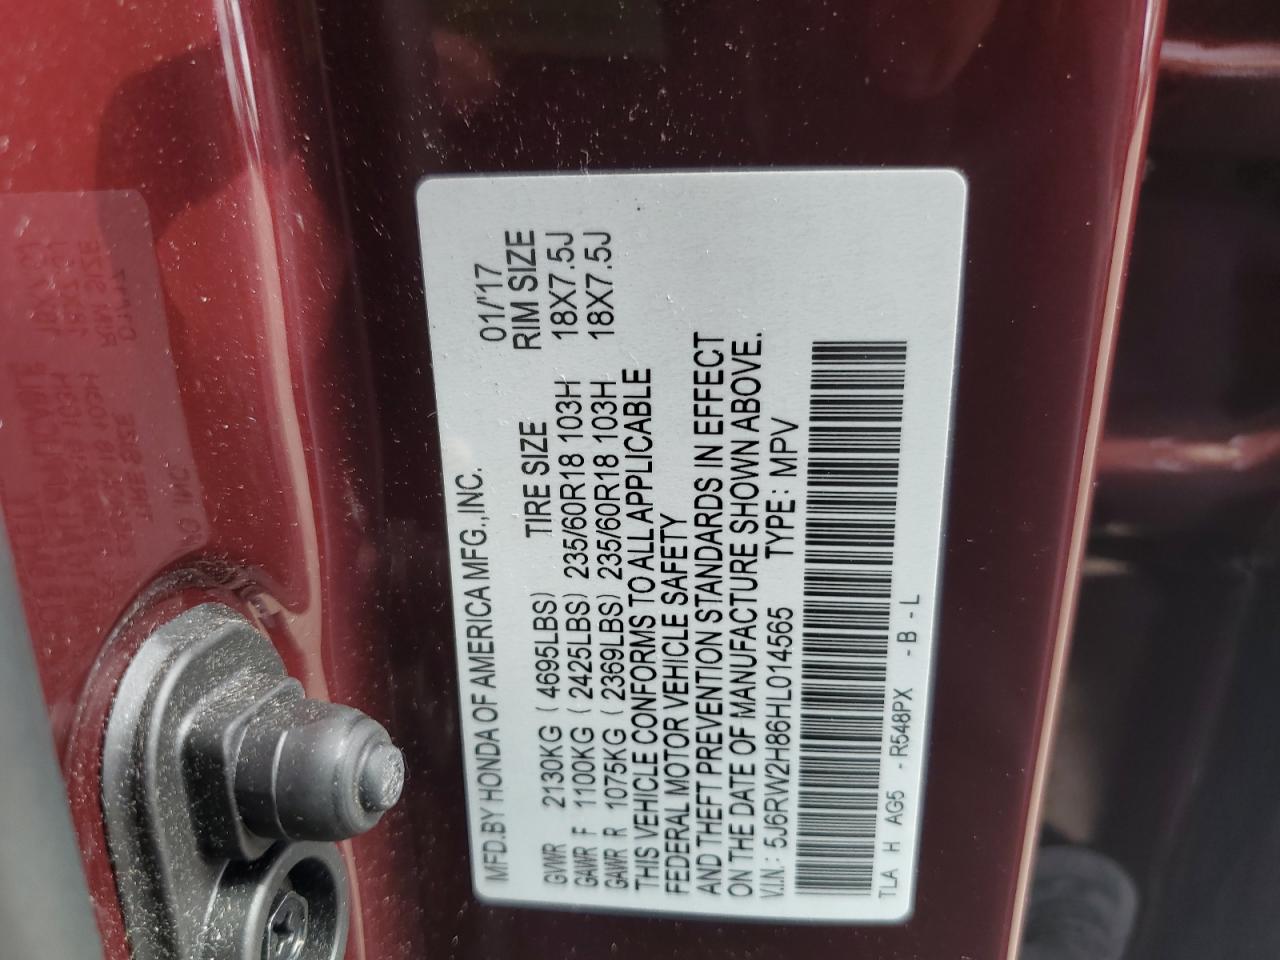 MFD.BY HONDA OF AMERICA MFG.,INC. 01/'17
TIRE SIZE RIM SIZE
GVWR 2130KG ( 4695LBS)
GAWR F 1100KG ( 2425LBS) 235/60R18 103H 18X7.5J
GAWR R 1075KG ( 2369LBS) 235/60R18 103H 18X7.5J
THIS VEHICLE CONFORMS TO ALL APPLICABLE
FEDERAL MOTOR VEHICLE SAFETY
AND THEFT PREVENTION STANDARDS IN EFFECT
ON THE DATE OF MANUFACTURE SHOWN ABOVE.
V.I.N.: 5J6RW2H86HL014565 TYPE: MPV
TLA H AG5 - R548PX - B - L